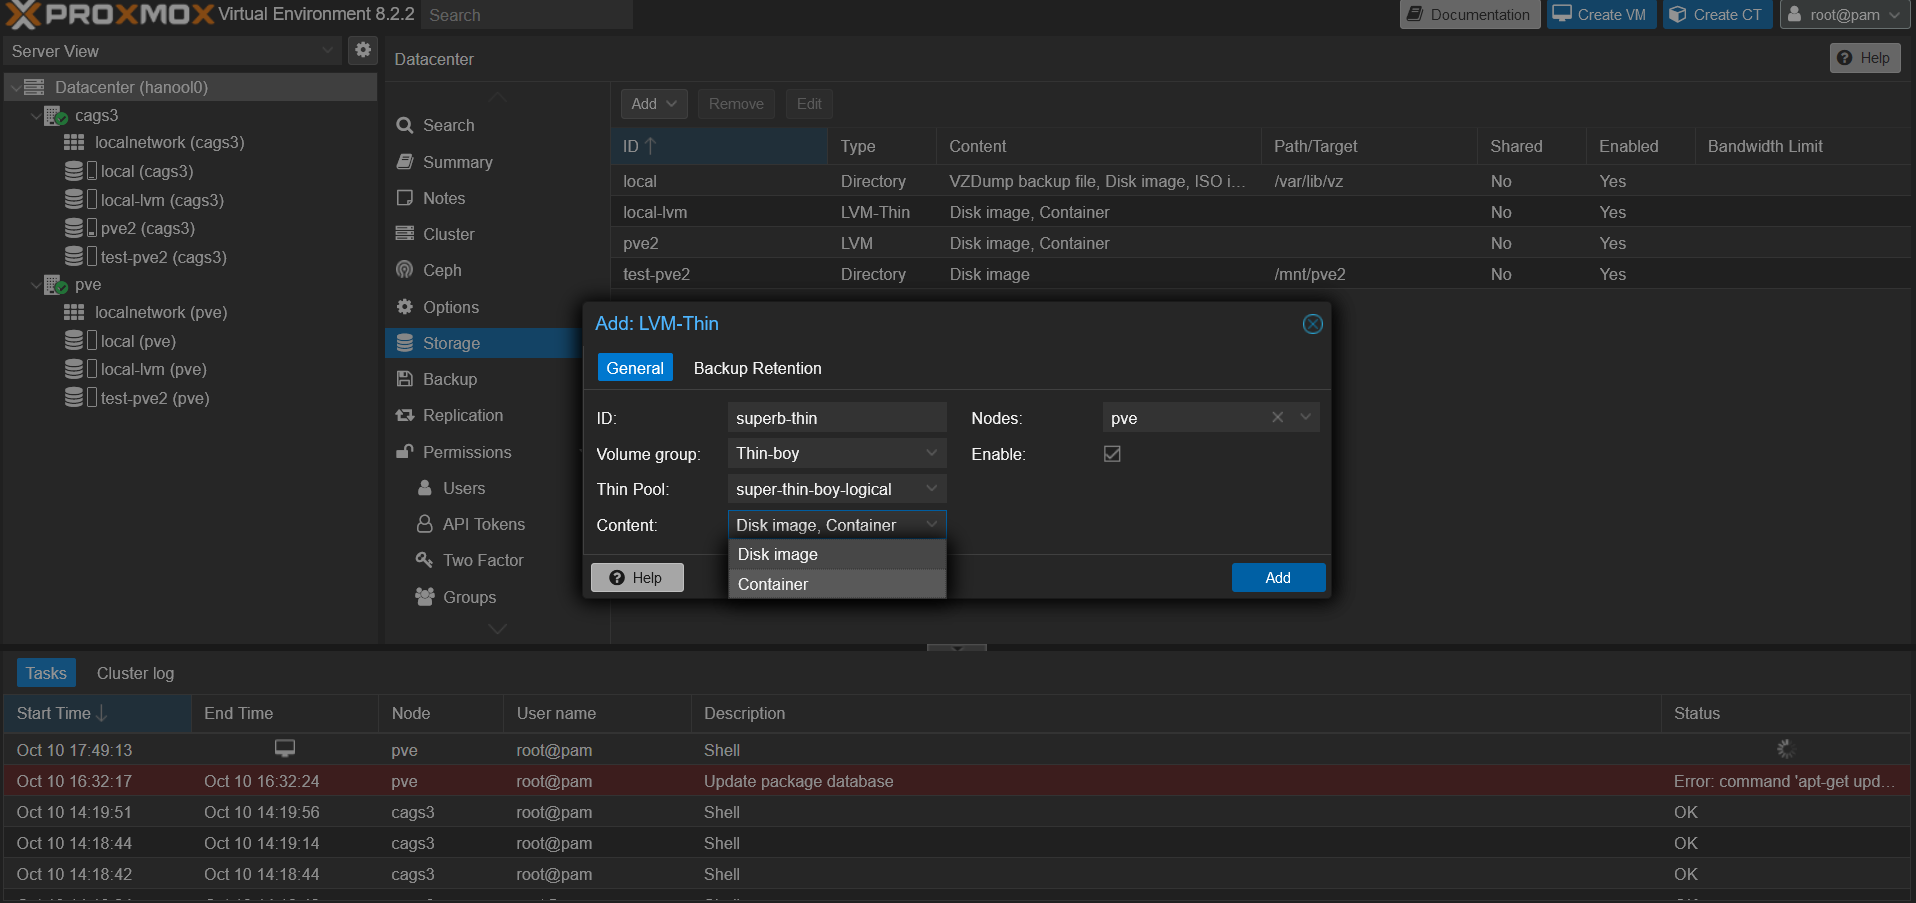 PROXMOX Virtual Environment 8.2.2 Search Documentation Create VM Create CT root@pam
Server View
Datacenter
Help
Datacenter (hanool0)
cags3
localnetwork (cags3)
local (cags3)
local-lvm (cags3)
pve2 (cags3)
test-pve2 (cags3)
pve
localnetwork (pve)
local (pve)
local-lvm (pve)
test-pve2 (pve)
Search
Summary
Notes
Cluster
Ceph
Options
Storage
Backup
Replication
Permissions
Users
API Tokens
Two Factor
Groups
Add Remove Edit
ID Type Content Path/Target Shared Enabled Bandwidth Limit
local Directory VZDump backup file, Disk image, ISO i... /var/lib/vz No Yes
local-lvm LVM-Thin Disk image, Container No Yes
pve2 LVM Disk image, Container No Yes
test-pve2 Directory Disk image /mnt/pve2 No Yes
Add: LVM-Thin
General Backup Retention
ID: superb-thin Nodes: pve
Volume group: Thin-boy Enable:
Thin Pool: super-thin-boy-logical
Content: Disk image, Container
Disk image
Container
Help Add
Tasks Cluster log
Start Time End Time Node User name Description Status
Oct 10 17:49:13 pve root@pam Shell
Oct 10 16:32:17 Oct 10 16:32:24 pve root@pam Update package database Error: command 'apt-get upd...
Oct 10 14:19:51 Oct 10 14:19:56 cags3 root@pam Shell OK
Oct 10 14:18:44 Oct 10 14:19:14 cags3 root@pam Shell OK
Oct 10 14:18:42 Oct 10 14:18:44 cags3 root@pam Shell OK